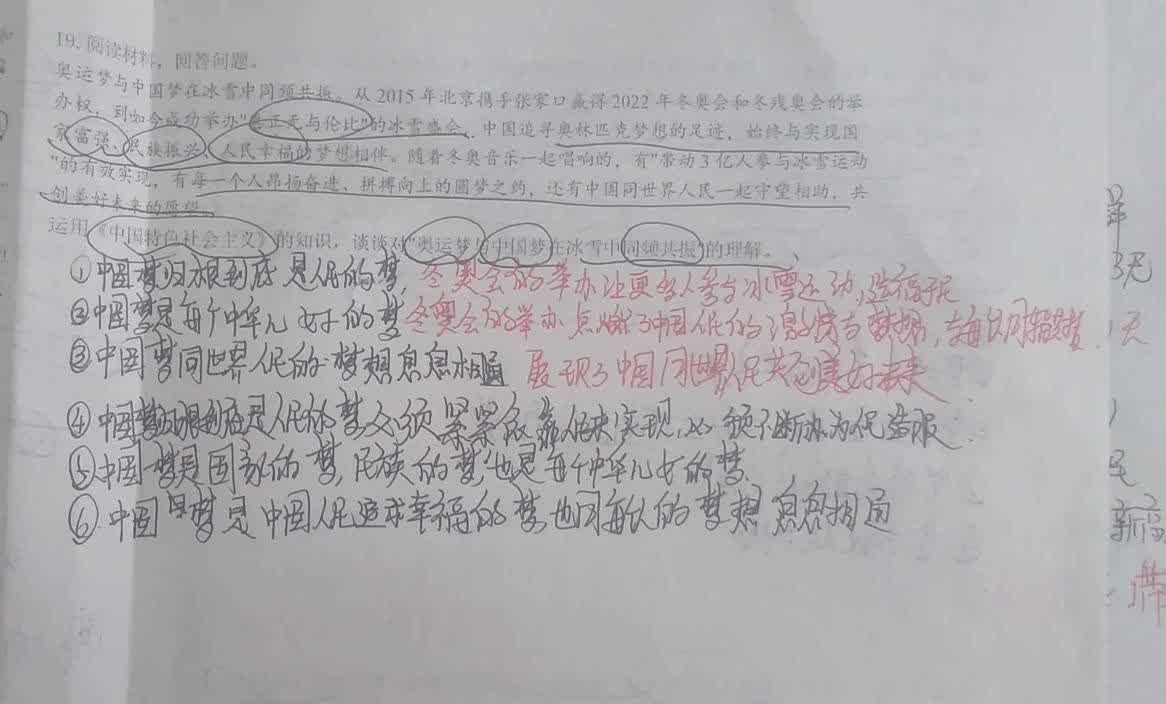 19. 阅读材料，回答问题。
奥运梦与中国梦在冰雪中同频共振。从 2015 年北京携手张家口赢得 2022 年冬奥会和冬残奥会的举
办权，到如今成功举办"真正无与伦比"的冰雪盛会，中国追寻奥林匹克梦想的足迹，始终与实现国
家富强、民族振兴、人民幸福的梦想相伴。随着冬奥音乐一起唱响的，有"带动 3 亿人参与冰雪运动
"的有效实现，有每一个人昂扬奋进、拼搏向上的圆梦之约，还有中国同世界人民一起守望相助、共
创美好未来的愿望。
运用《中国特色社会主义》的知识，谈谈对"奥运梦与中国梦在冰雪中同频共振"的理解。
①中国梦归根到底是人民的梦，冬奥会的举办让更多人参与冰雪运动，造福于民
②中国梦是每个中华儿女的梦 冬奥会的举办点燃了中国人民的激情与梦想，
③中国梦同世界人民的梦想息息相通 展现了中国同世界人民共创美好未来
④中国梦归根到底是人民的梦，必须紧紧依靠人民来实现，必须不断为人民造服
⑤中国梦是国家的梦，民族的梦，也是每个中华儿女的梦.
⑥中国梦是中国人民追求幸福的梦，也同的梦想息息相通
天